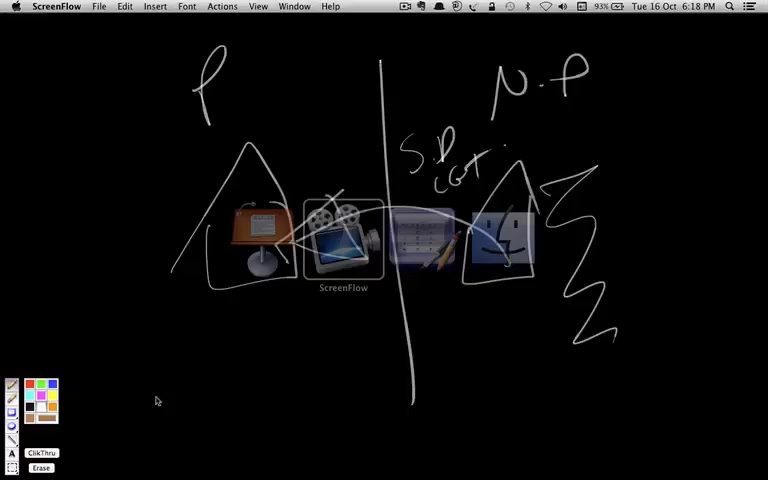 ScreenFlow File Edit Insert Font Actions View Window Help 93% Tue 16 Oct 6:18 PM
P N.P
S.P
CGT.
ScreenFlow
A
ClikThru
Erase